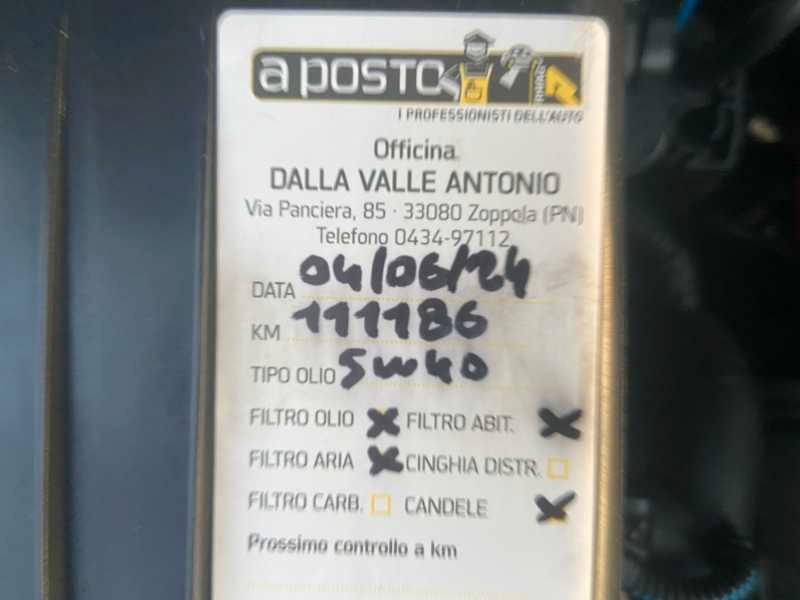 a POSTO
RHIAG
I PROFESSIONISTI DELL'AUTO
Officina
DALLA VALLE ANTONIO
Via Panciera, 85 · 33080 Zoppola (PN)
Telefono 0434-97112
DATA 04/06/24
KM 111186
TIPO OLIO 5W40
FILTRO OLIO X FILTRO ABIT. X
FILTRO ARIA X CINGHIA DISTR.
FILTRO CARB. CANDELE X
Prossimo controllo a km